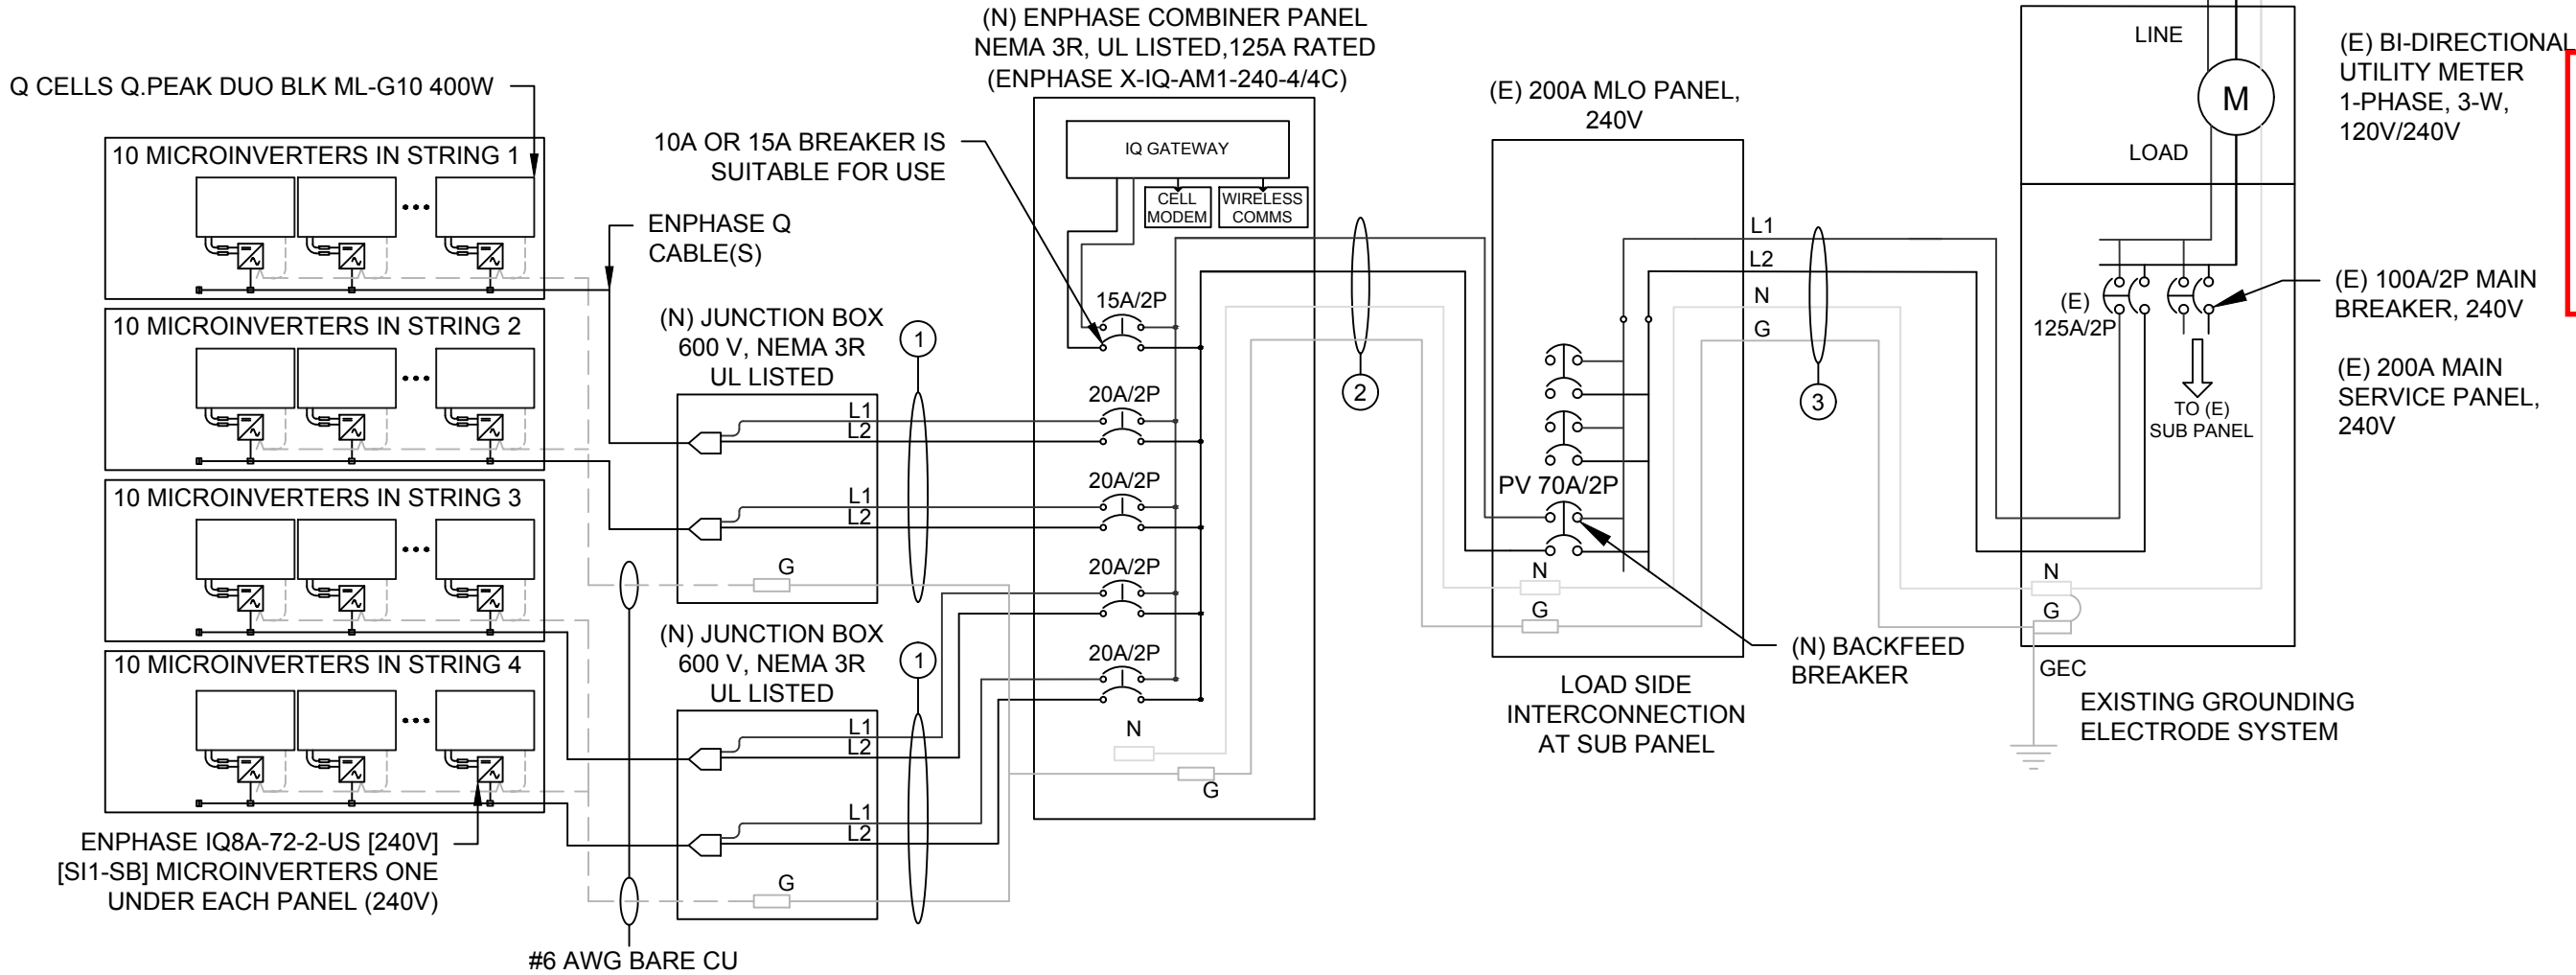 (N) ENPHASE COMBINER PANEL
NEMA 3R, UL LISTED,125A RATED
(ENPHASE X-IQ-AM1-240-4/4C)
Q CELLS Q.PEAK DUO BLK ML-G10 400W
10 MICROINVERTERS IN STRING 1
10 MICROINVERTERS IN STRING 2
10 MICROINVERTERS IN STRING 3
10 MICROINVERTERS IN STRING 4
ENPHASE IQ8A-72-2-US [240V]
[SI1-SB] MICROINVERTERS ONE
UNDER EACH PANEL (240V)
#6 AWG BARE CU
10A OR 15A BREAKER IS
SUITABLE FOR USE
ENPHASE Q
CABLE(S)
(N) JUNCTION BOX
600 V, NEMA 3R
UL LISTED
1
L1
L2
L1
L2
G
(N) JUNCTION BOX
600 V, NEMA 3R
UL LISTED
1
L1
L2
L1
L2
G
IQ GATEWAY
CELL
MODEM
WIRELESS
COMMS
15A/2P
20A/2P
20A/2P
20A/2P
20A/2P
N
G
2
(E) 200A MLO PANEL,
240V
PV 70A/2P
N
G
LOAD SIDE
INTERCONNECTION
AT SUB PANEL
(N) BACKFEED
BREAKER
L1
L2
N
G
3
LINE
M
LOAD
(E)
125A/2P
TO (E)
SUB PANEL
N
G
GEC
EXISTING GROUNDING
ELECTRODE SYSTEM
(E) BI-DIRECTIONAL
UTILITY METER
1-PHASE, 3-W,
120V/240V
(E) 100A/2P MAIN
BREAKER, 240V
(E) 200A MAIN
SERVICE PANEL,
240V